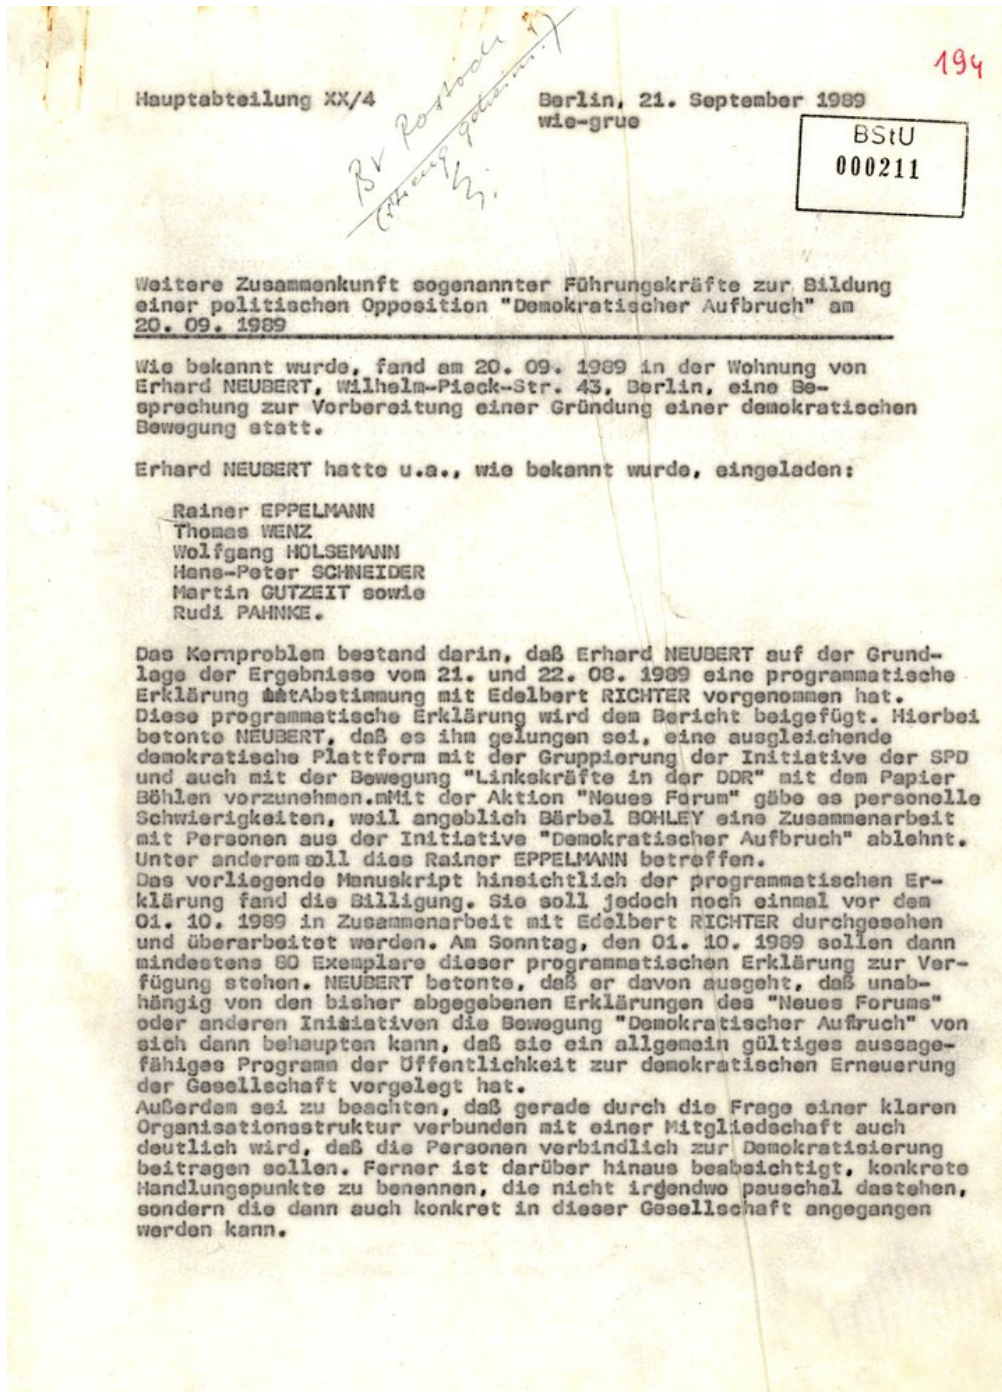 194
Hauptabteilung XX/4
Berlin, 21. September 1989
wie-grue
BStU
000211
BV Rostock
Weitere Zusammenkunft sogenannter Führungskräfte zur Bildung
einer politischen Opposition "Demokratischer Aufbruch" am
20. 09. 1989
Wie bekannt wurde, fand am 20. 09. 1989 in der Wohnung von
Erhard NEUBERT, Wilhelm-Pieck-Str. 43, Berlin, eine Be-
sprechung zur Vorbereitung einer Gründung einer demokratischen
Bewegung statt.
Erhard NEUBERT hatte u.a., wie bekannt wurde, eingeladen:
Rainer EPPELMANN
Thomas WENZ
Wolfgang HOLSEMANN
Hans-Peter SCHNEIDER
Martin GUTZEIT sowie
Rudi PAHNKE.
Das Kernproblem bestand darin, daß Erhard NEUBERT auf der Grund-
lage der Ergebnisse vom 21. und 22. 08. 1989 eine programmatische
Erklärung Abstimmung mit Edelbert RICHTER vorgenommen hat.
Diese programmatische Erklärung wird dem Bericht beigefügt. Hierbei
betonte NEUBERT, daß es ihm gelungen sei, eine ausgleichende
demokratische Plattform mit der Gruppierung der Initiative der SPD
und auch mit der Bewegung "Linkskräfte in der DDR" mit dem Papier
Böhlen vorzunehmen.mMit der Aktion "Neues Forum" gäbe es personelle
Schwierigkeiten, weil angeblich Bärbel BOHLEY eine Zusammenarbeit
mit Personen aus der Initiative "Demokratischer Aufbruch" ablehnt.
Unter anderem soll dies Rainer EPPELMANN betreffen.
Das vorliegende Manuskript hinsichtlich der programmatischen Er-
klärung fand die Billigung. Sie soll jedoch noch einmal vor dem
01. 10. 1989 in Zusammenarbeit mit Edelbert RICHTER durchgesehen
und überarbeitet werden. Am Sonntag, den 01. 10. 1989 sollen dann
mindestens 80 Exemplare dieser programmatischen Erklärung zur Ver-
fügung stehen. NEUBERT betonte, daß er davon ausgeht, daß unab-
hängig von den bisher abgegebenen Erklärungen des "Neues Forums"
oder anderen Initiativen die Bewegung "Demokratischer Aufbruch" von
sich dann behaupten kann, daß sie ein allgemein gültiges aussage-
fähiges Programm der Öffentlichkeit zur demokratischen Erneuerung
der Gesellschaft vorgelegt hat.
Außerdem sei zu beachten, daß gerade durch die Frage einer klaren
Organisationsstruktur verbunden mit einer Mitgliedschaft auch
deutlich wird, daß die Personen verbindlich zur Demokratisierung
beitragen sollen. Ferner ist darüber hinaus beabsichtigt, konkrete
Handlungspunkte zu benennen, die nicht irgendwo pauschal dastehen,
sondern die dann auch konkret in dieser Gesellschaft angegangen
werden kann.